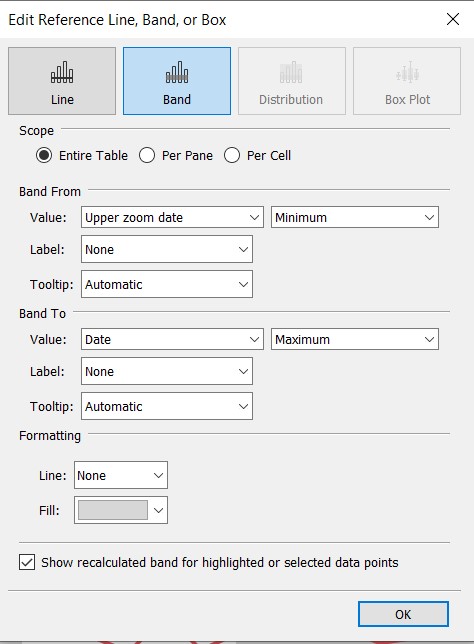 Edit Reference Line, Band, or Box
Line Band Distribution Box Plot
Scope
Entire Table Per Pane Per Cell
Band From
Value: Upper zoom date Minimum
Label: None
Tooltip: Automatic
Band To
Value: Date Maximum
Label: None
Tooltip: Automatic
Formatting
Line: None
Fill:
Show recalculated band for highlighted or selected data points
OK